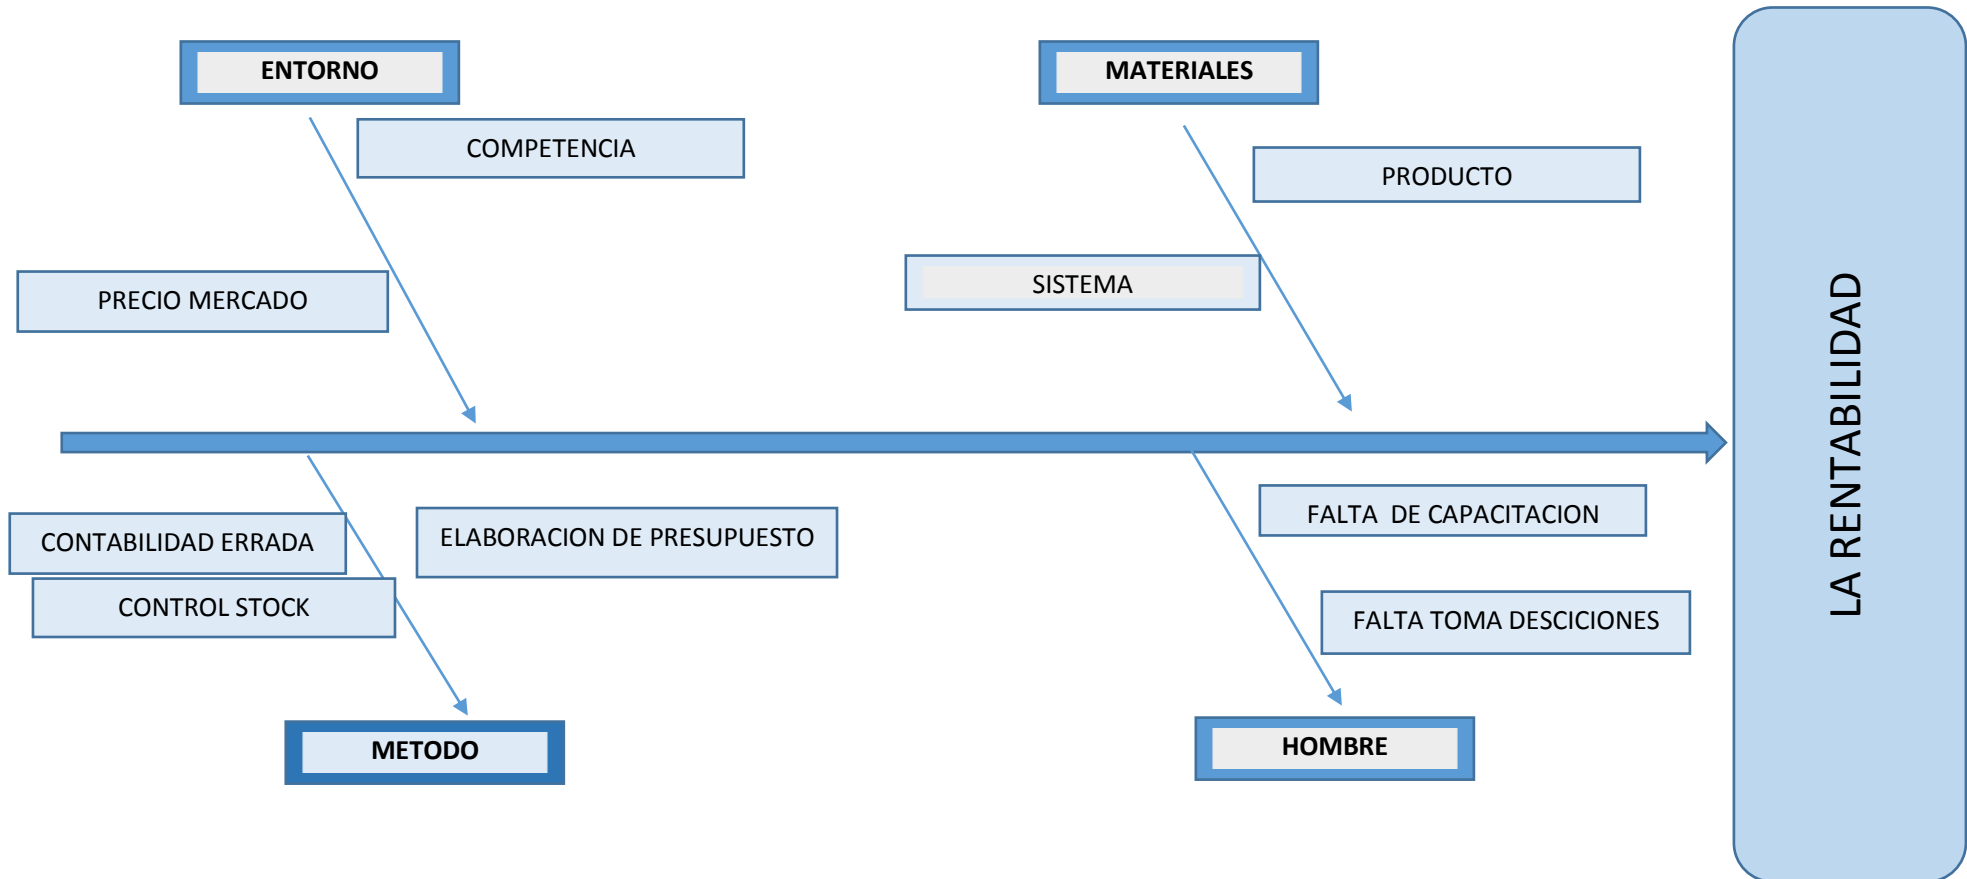 ENTORNO
MATERIALES
COMPETENCIA
PRODUCTO
PRECIO MERCADO
SISTEMA
LA RENTABILIDAD
CONTABILIDAD ERRADA
ELABORACION DE PRESUPUESTO
FALTA  DE CAPACITACION
CONTROL STOCK
FALTA TOMA DESCICIONES
METODO
HOMBRE